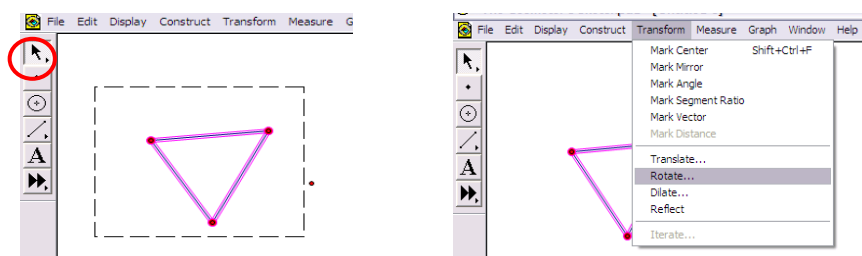 File Edit Display Construct Transform Measure G
A
File Edit Display Construct Transform Measure Graph Window Help
Mark Center Shift+Ctrl+F
Mark Mirror
Mark Angle
Mark Segment Ratio
Mark Vector
Mark Distance
Translate...
Rotate...
Dilate...
Reflect
Iterate...
A